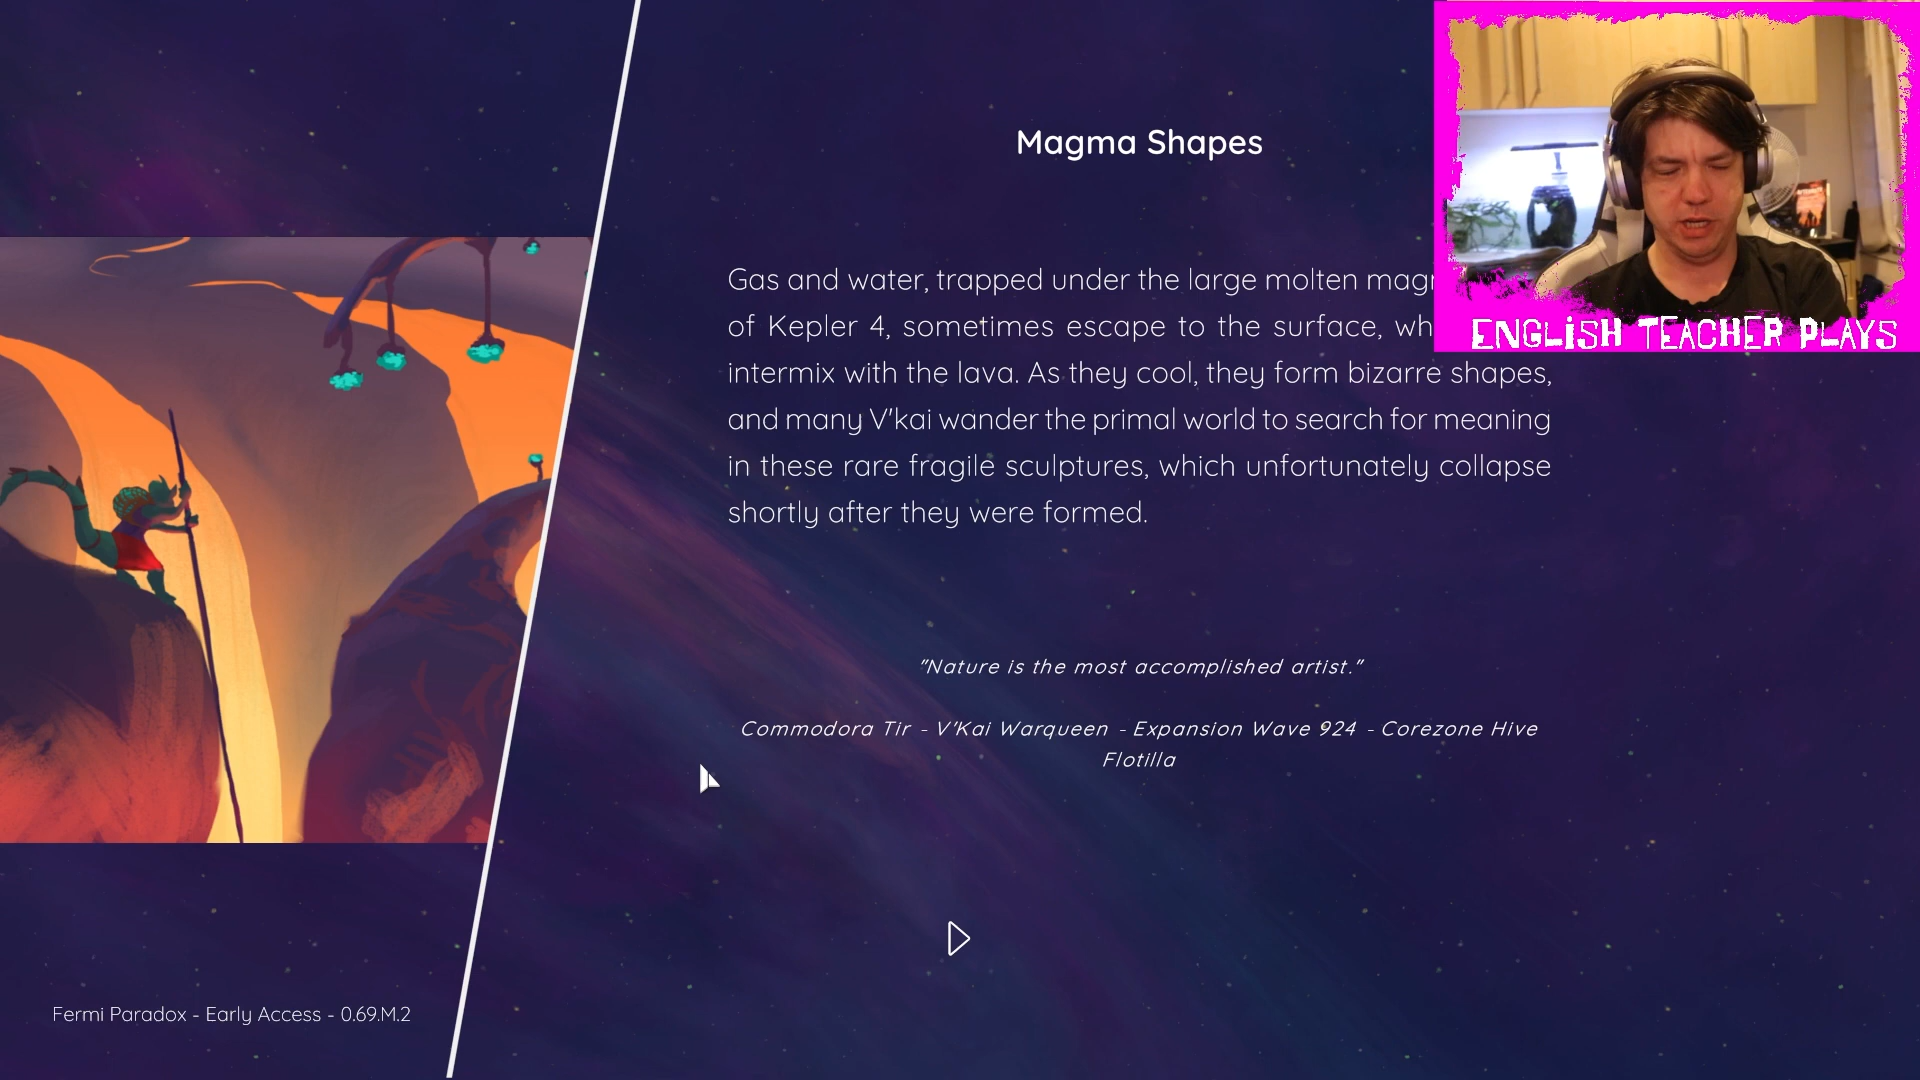 Magma Shapes
Gas and water, trapped under the large molten
of Kepler 4, sometimes escape to the surface,
intermix with the lava. As they cool, they form bizarre shapes,
and many V'kai wander the primal world to search for meaning
in these rare fragile sculptures, which unfortunately collapse
shortly after they were formed.
"Nature is the most accomplished artist."
Commodora Tir - V'Kai Warqueen - Expansion Wave 924 - Corezone Hive
Flotilla
Fermi Paradox - Early Access - 0.69.M.2
ENGLISH TEACHER PLAYS